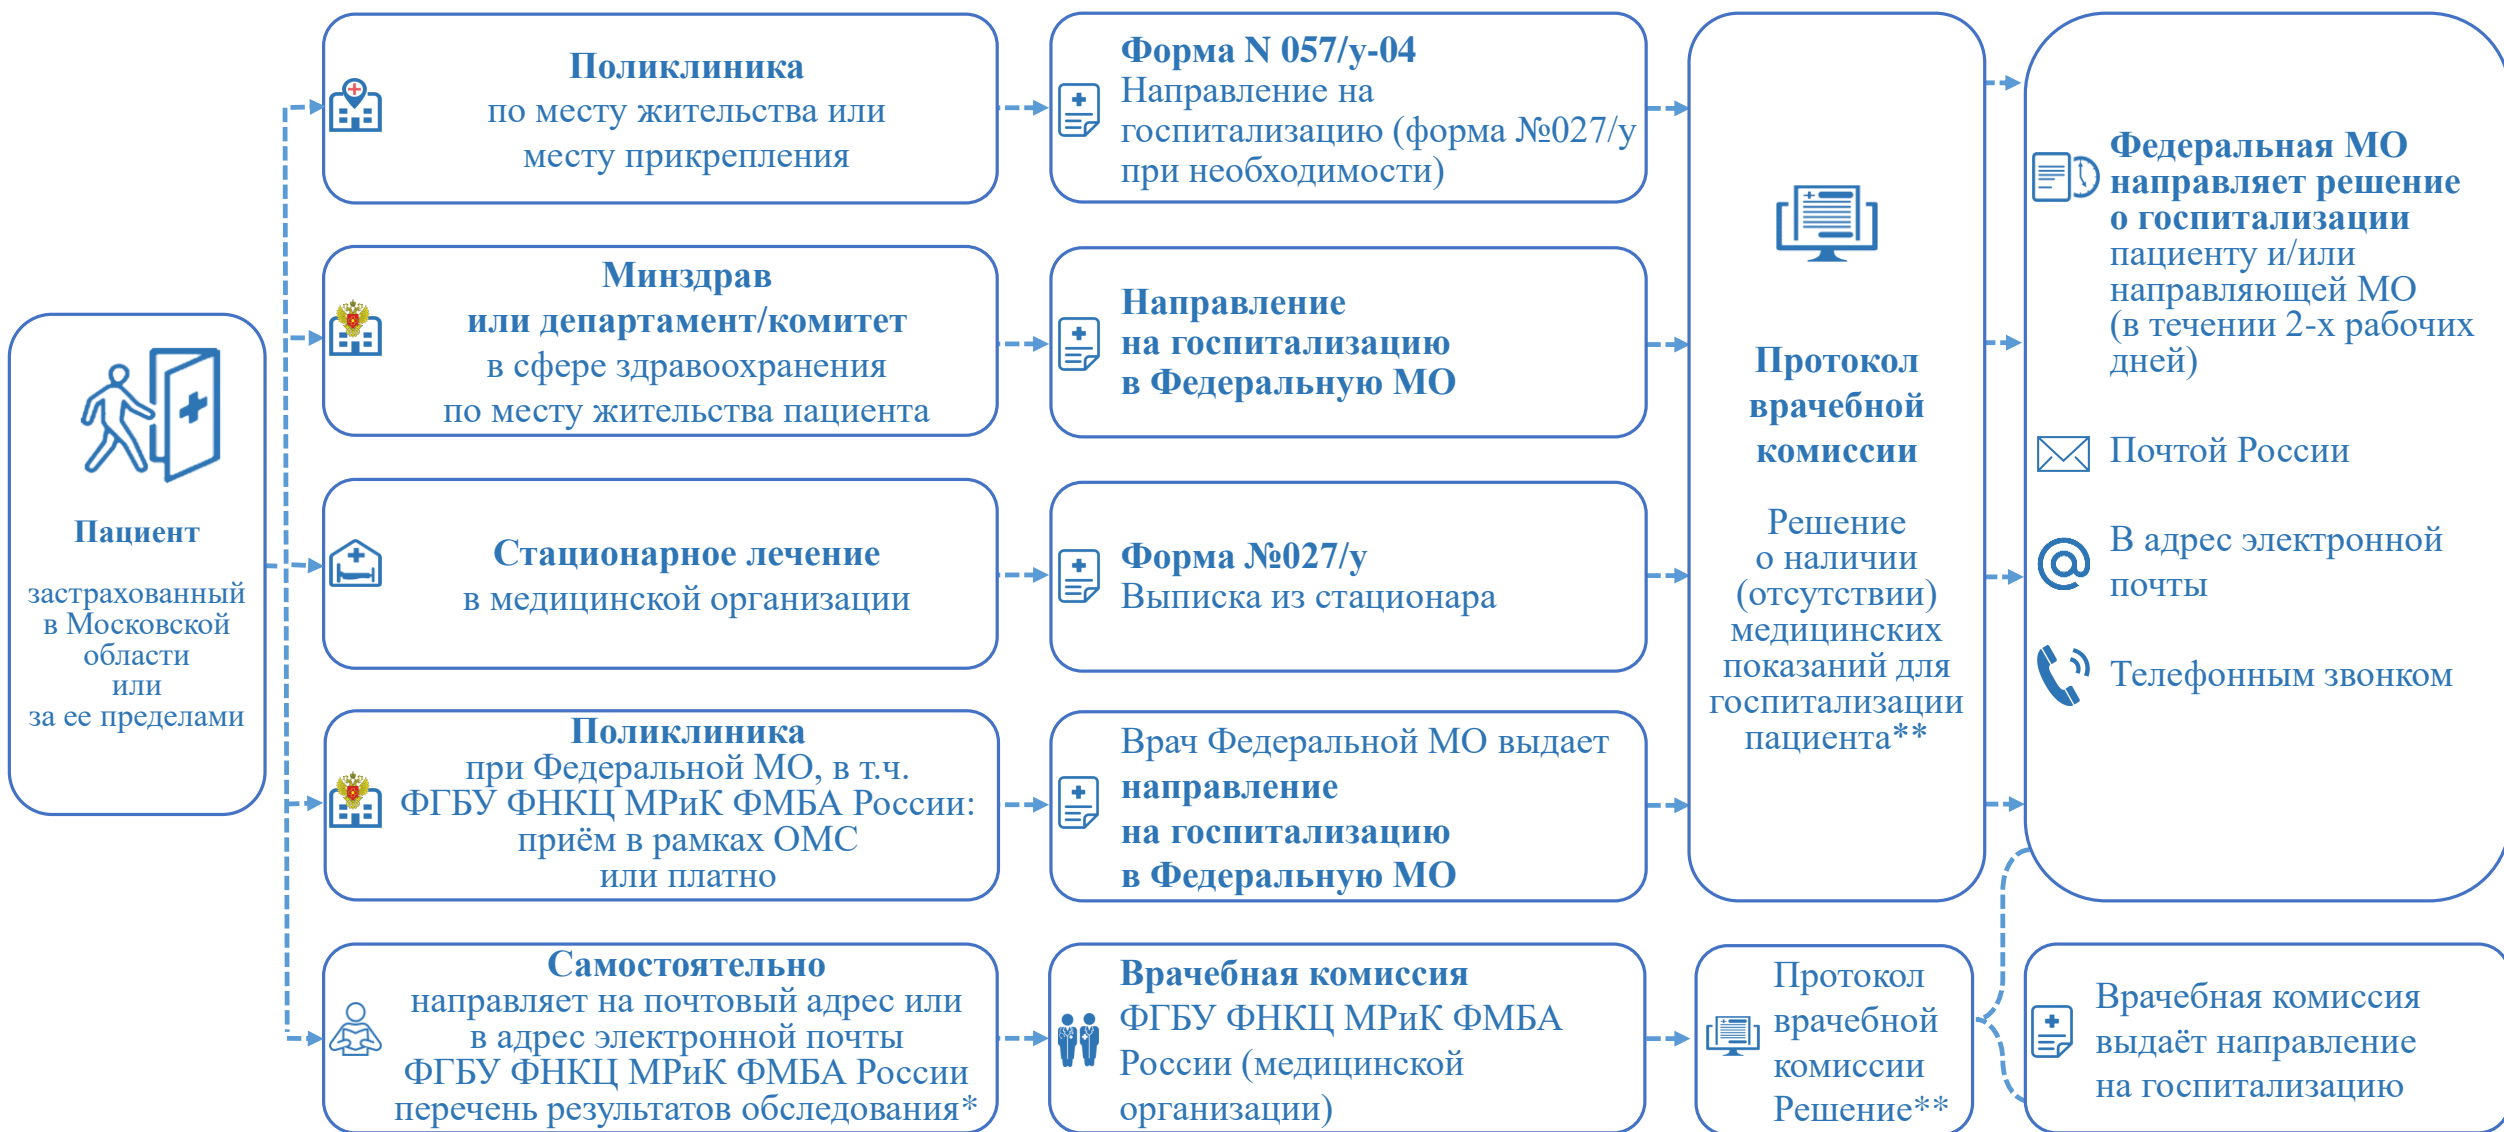 Пациент
застрахованный
в Московской
области
или
за ее пределами
Поликлиника
по месту жительства или
месту прикрепления
Форма N 057/у-04
Направление на
госпитализацию (форма №027/у
при необходимости)
Минздрав
или департамент/комитет
в сфере здравоохранения
по месту жительства пациента
Направление
на госпитализацию
в Федеральную МО
Стационарное лечение
в медицинской организации
Форма №027/у
Выписка из стационара
Поликлиника
при Федеральной МО, в т.ч.
ФГБУ ФНКЦ МРиК ФМБА России:
приём в рамках ОМС
или платно
Врач Федеральной МО выдает
направление
на госпитализацию
в Федеральную МО
Самостоятельно
направляет на почтовый адрес или
в адрес электронной почты
ФГБУ ФНКЦ МРиК ФМБА России
перечень результатов обследования*
Врачебная комиссия
ФГБУ ФНКЦ МРиК ФМБА
России (медицинской
организации)
Протокол
врачебной
комиссии
Решение
о наличии
(отсутствии)
медицинских
показаний для
госпитализации
пациента**
Протокол
врачебной
комиссии
Решение**
Федеральная МО
направляет решение
о госпитализации
пациенту и/или
направляющей МО
(в течении 2-х рабочих
дней)
Почтой России
В адрес электронной
почты
Телефонным звонком
Врачебная комиссия
выдаёт направление
на госпитализацию